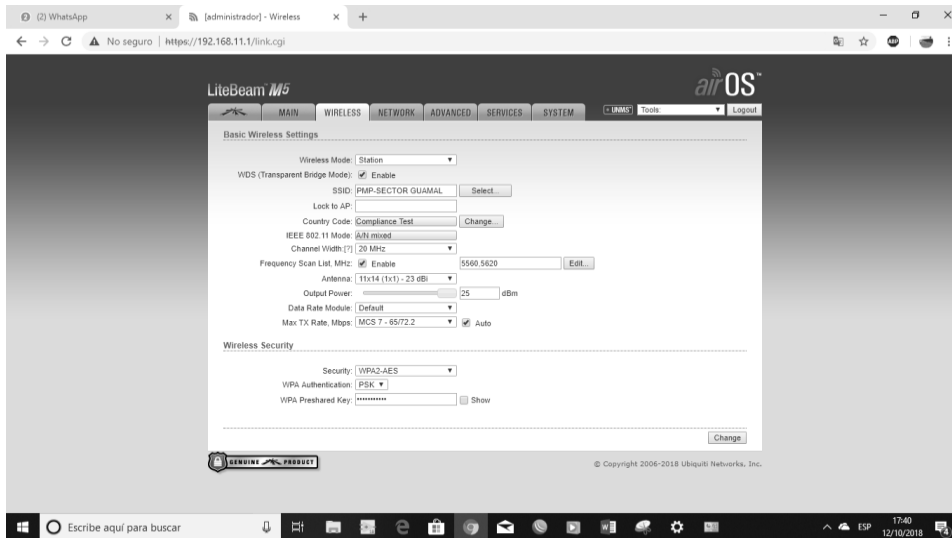 (2) WhatsApp
[administrador] - Wireless
No seguro | https://192.168.11.1/link.cgi
ABP
LiteBeam M5
airOS™
MAIN WIRELESS NETWORK ADVANCED SERVICES SYSTEM
UNMS Tools: Logout
Basic Wireless Settings
Wireless Mode: Station
WDS (Transparent Bridge Mode): Enable
SSID: PMP-SECTOR GUAMAL Select...
Lock to AP:
Country Code: Compliance Test Change...
IEEE 802.11 Mode: A/N mixed
Channel Width:[?] 20 MHz
Frequency Scan List, MHz: Enable 5560,5620 Edit...
Antenna: 11x14 (1x1) - 23 dBi
Output Power: 25 dBm
Data Rate Module: Default
Max TX Rate, Mbps: MCS 7 - 65/72.2 Auto
Wireless Security
Security: WPA2-AES
WPA Authentication: PSK
WPA Preshared Key: ••••••••••• Show
Change
GENUINE PRODUCT
© Copyright 2006-2018 Ubiquiti Networks, Inc.
Escribe aquí para buscar
ESP
17:40
12/10/2018